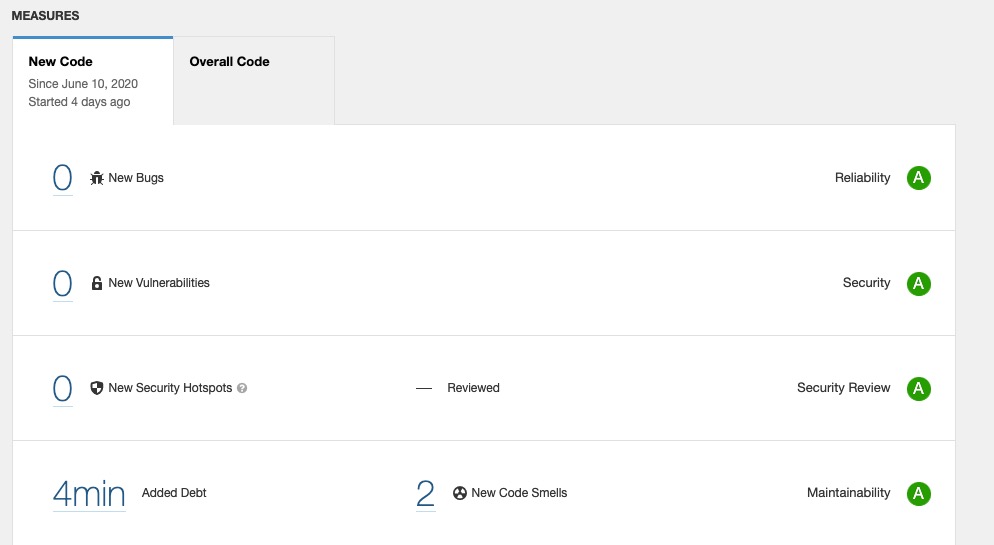 MEASURES
New Code
Since June 10, 2020
Started 4 days ago
Overall Code
0 New Bugs
Reliability A
0 New Vulnerabilities
Security A
0 New Security Hotspots ?
— Reviewed
Security Review A
4min Added Debt
2 New Code Smells
Maintainability A